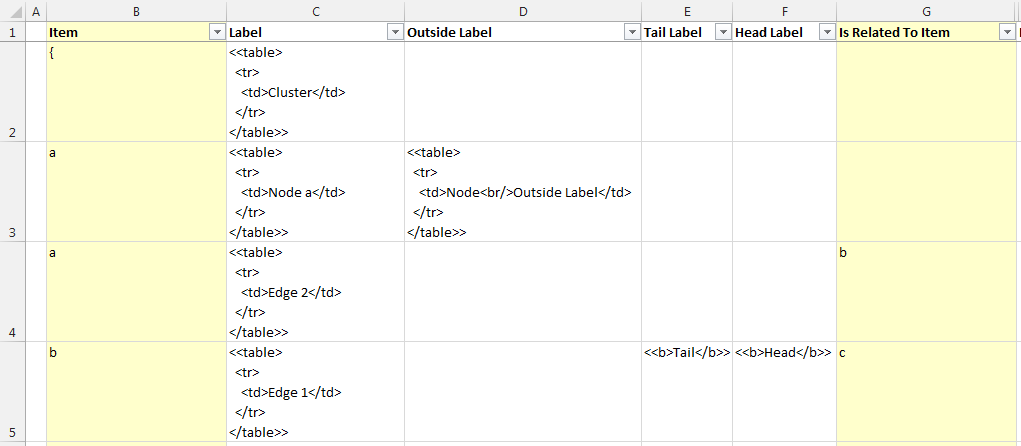 A B C D E F G
1 Item Label Outside Label Tail Label Head Label Is Related To Item
{ <<table>
<tr>
<td>Cluster</td>
</tr>
2 </table>>
a <<table> <<table>
<tr> <tr>
<td>Node a</td> <td>Node<br/>Outside Label</td>
</tr> </tr>
3 </table>> </table>>
a <<table> b
<tr>
<td>Edge 2</td>
</tr>
4 </table>>
b <<table> <<b>Tail</b>> <<b>Head</b>> c
<tr>
<td>Edge 1</td>
</tr>
5 </table>>